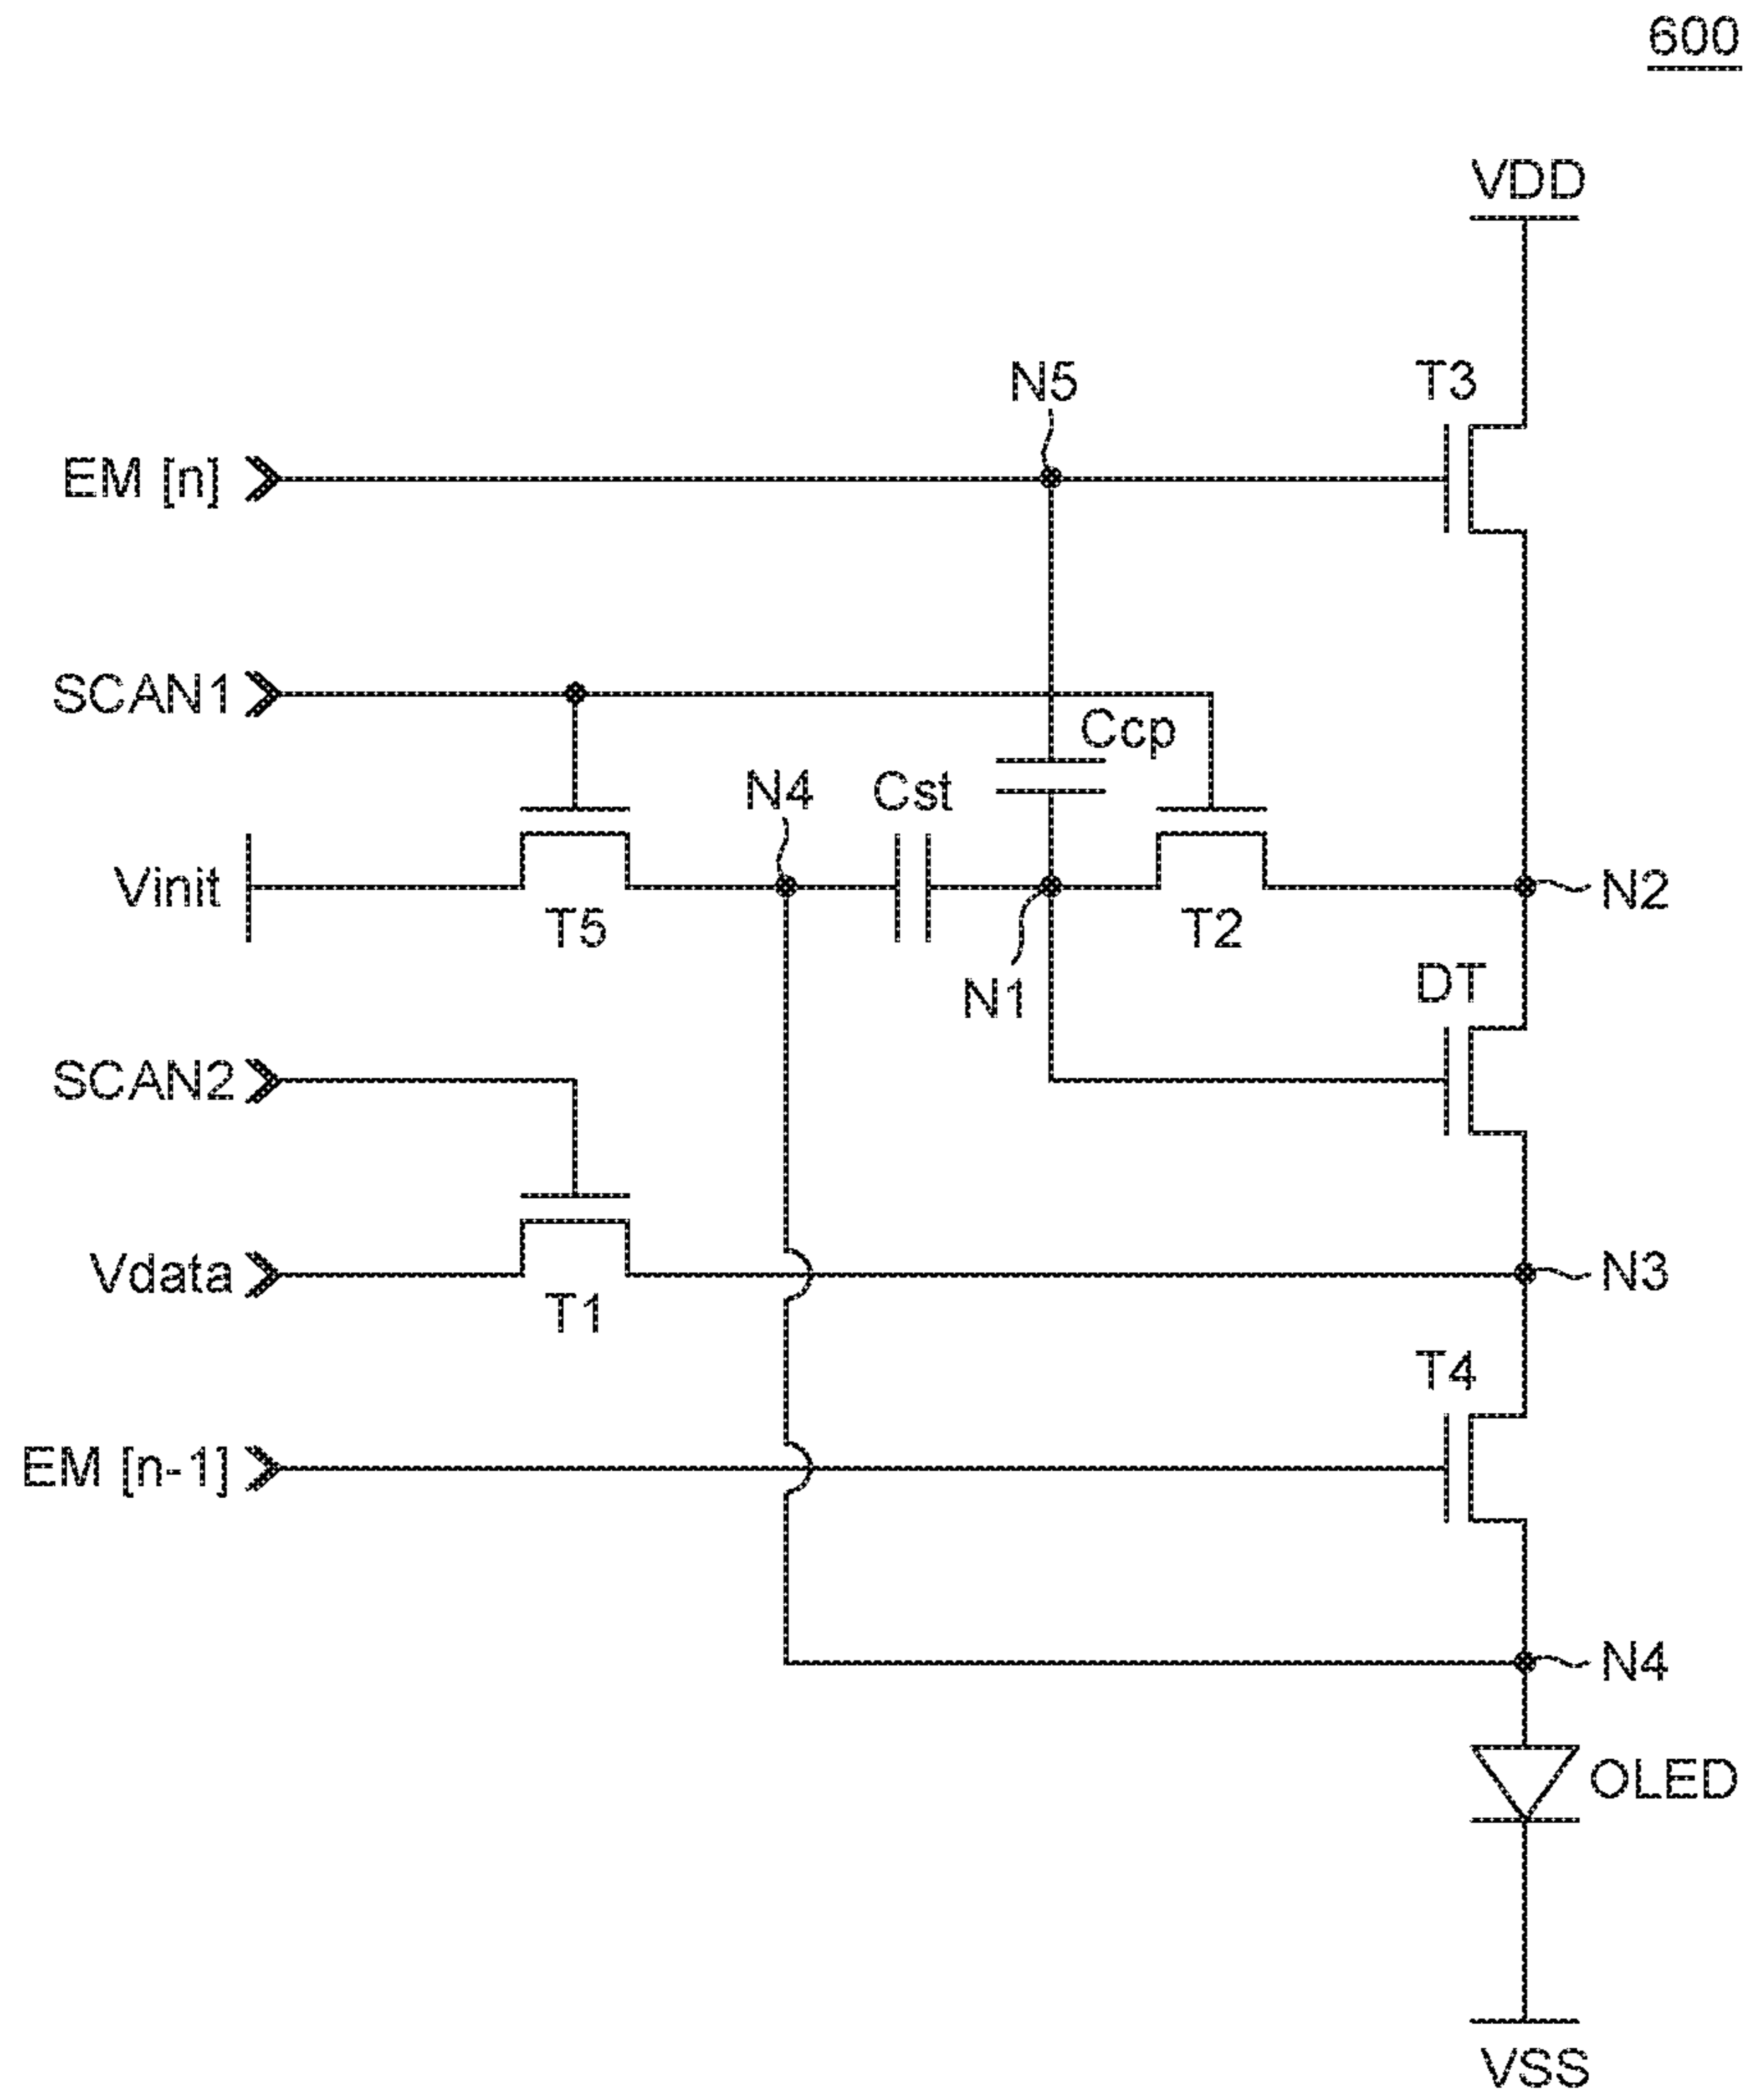 600
VDD
N5
T3
EM [n]
SCAN1
Ccp
N4
Cst
Vinit
T5
T2
N2
N1
DT
SCAN2
Vdata
T1
N3
T4
EM [n-1]
N4
OLED
VSS